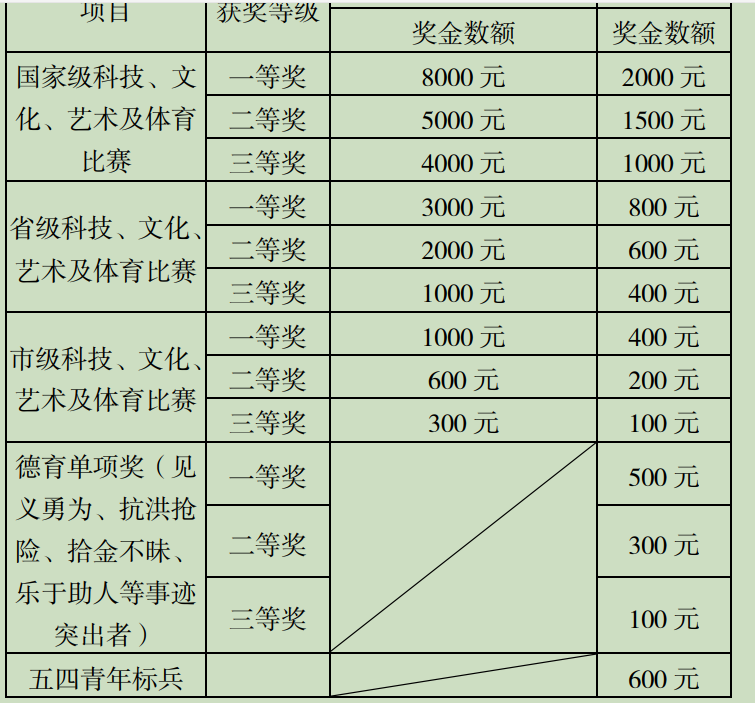 项目 获奖等级
奖金数额 奖金数额
国家级科技、文
化、艺术及体育
比赛
一等奖 8000 元 2000 元
二等奖 5000 元 1500 元
三等奖 4000 元 1000 元
省级科技、文化、
艺术及体育比赛
一等奖 3000 元 800 元
二等奖 2000 元 600 元
三等奖 1000 元 400 元
市级科技、文化、
艺术及体育比赛
一等奖 1000 元 400 元
二等奖 600 元 200 元
三等奖 300 元 100 元
德育单项奖（见
义勇为、抗洪抢
险、拾金不昧、
乐于助人等事迹
突出者）
一等奖 500 元
二等奖 300 元
三等奖 100 元
五四青年标兵 600 元